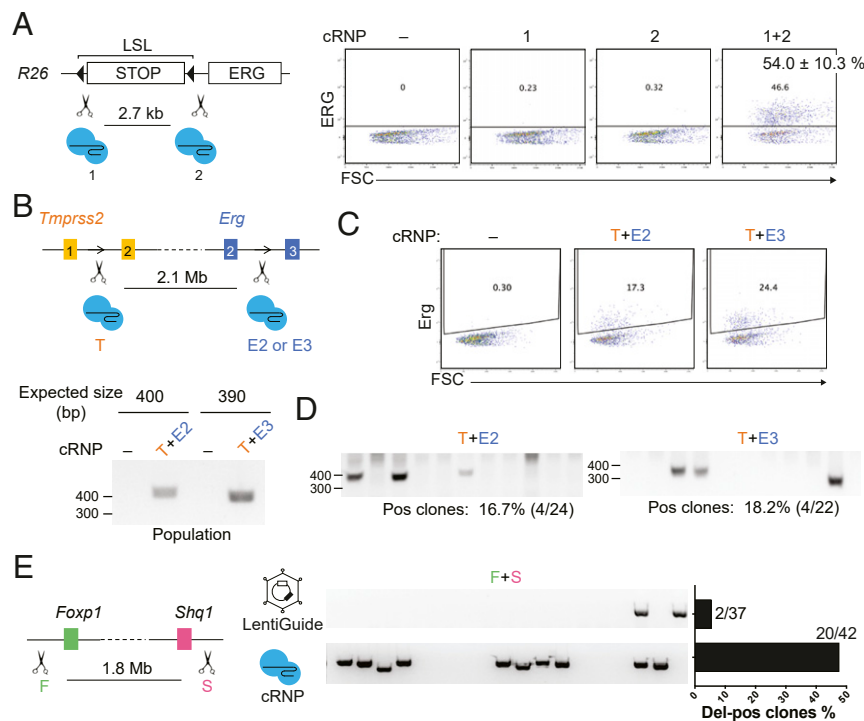 A
LSL
R26
STOP
ERG
2.7 kb
1
2
cRNP
–
1
2
1+2
54.0 ± 10.3 %
ERG
0
0.23
0.32
46.6
FSC
B
Tmprss2
Erg
1
2
2
3
2.1 Mb
T
E2 or E3
Expected size (bp)
400
390
cRNP
–
T+E2
–
T+E3
400
300
Population
C
cRNP:
–
T+E2
T+E3
Erg
0.30
17.3
24.4
FSC
D
T+E2
T+E3
400
300
400
300
Pos clones: 16.7% (4/24)
Pos clones: 18.2% (4/22)
E
Foxp1
Shq1
1.8 Mb
F
S
LentiGuide
cRNP
F+S
2/37
20/42
0 10 20 30 40 50
Del-pos clones %